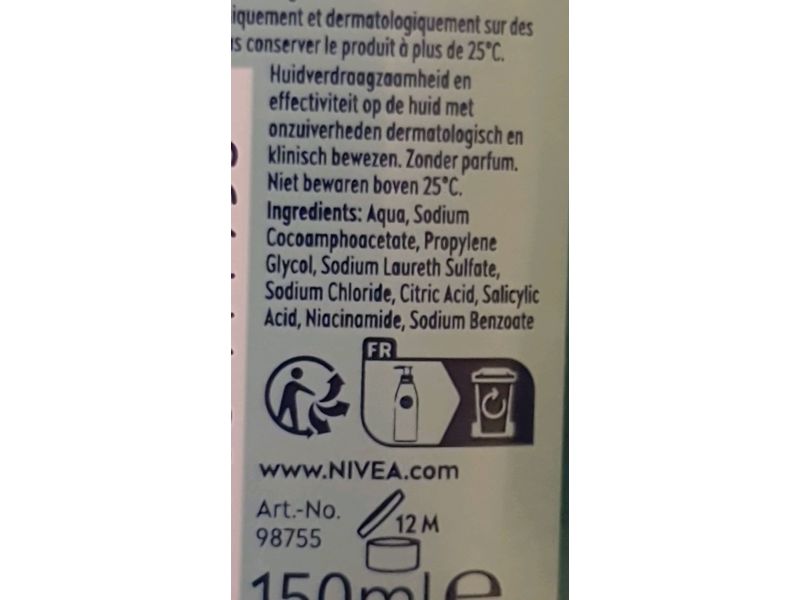 iquement et dermatologiquement sur des
s conserver le produit à plus de 25°C.
Huidverdraagzaamheid en
effectiviteit op de huid met
onzuiverheden dermatologisch en
klinisch bewezen. Zonder parfum.
Niet bewaren boven 25°C.
Ingredients: Aqua, Sodium
Cocoamphoacetate, Propylene
Glycol, Sodium Laureth Sulfate,
Sodium Chloride, Citric Acid, Salicylic
Acid, Niacinamide, Sodium Benzoate
FR
www.NIVEA.com
Art.-No.
98755
12 M
150ml e